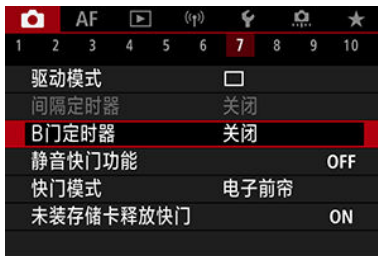 AF
1 2 3 4 5 6 7 8 9 10
驱动模式
间隔定时器 关闭
B门定时器 关闭
静音快门功能 OFF
快门模式 电子前帘
未装存储卡释放快门 ON